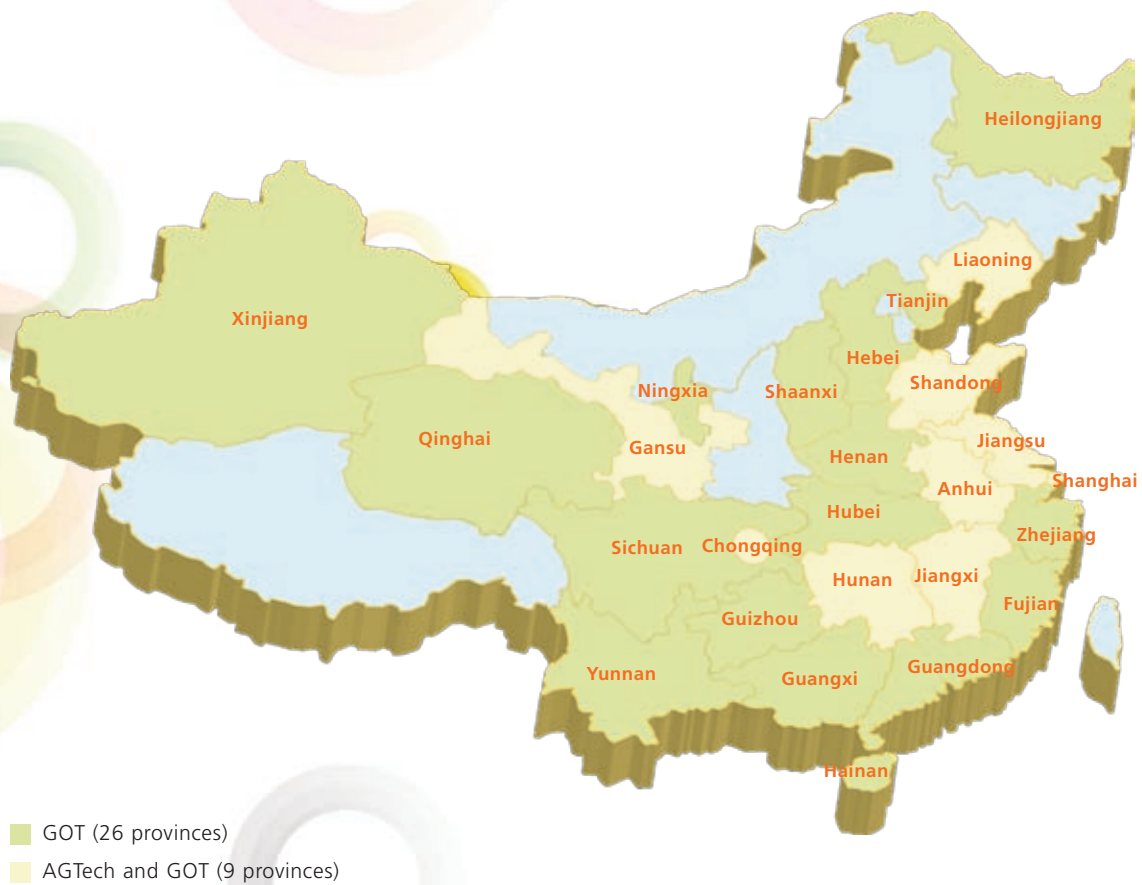 Heilongjiang
Liaoning
Tianjin
Xinjiang
Hebei
Shandong
Ningxia
Shaanxi
Qinghai
Gansu
Jiangsu
Henan
Anhui
Shanghai
Hubei
Zhejiang
Sichuan
Chongqing
Hunan
Jiangxi
Fujian
Guizhou
Guangdong
Yunnan
Guangxi
Hainan
GOT (26 provinces)
AGTech and GOT (9 provinces)